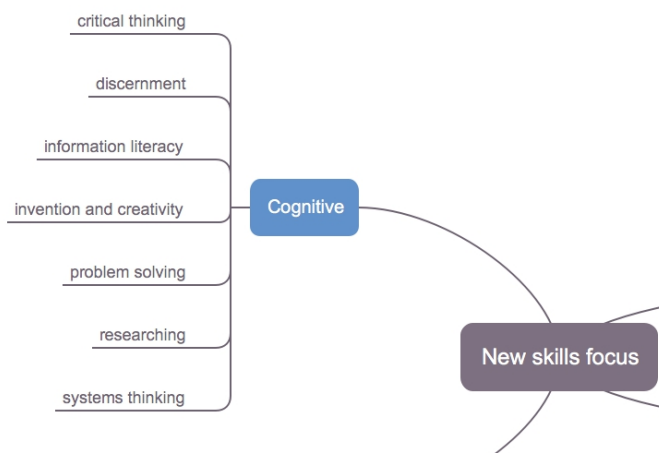 critical thinking
discernment
information literacy
invention and creativity
problem solving
researching
systems thinking
Cognitive
New skills focus